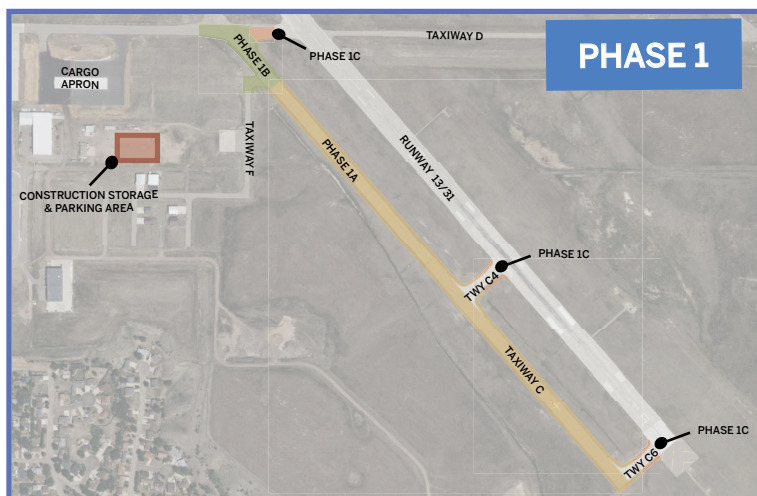 TAXIWAY D
PHASE 1
PHASE 1C
PHASE 1B
CARGO
APRON
TAXIWAY F
PHASE 1A
RUNWAY 13/31
CONSTRUCTION STORAGE
& PARKING AREA
PHASE 1C
TWY C4
TAXIWAY C
PHASE 1C
TWY C6